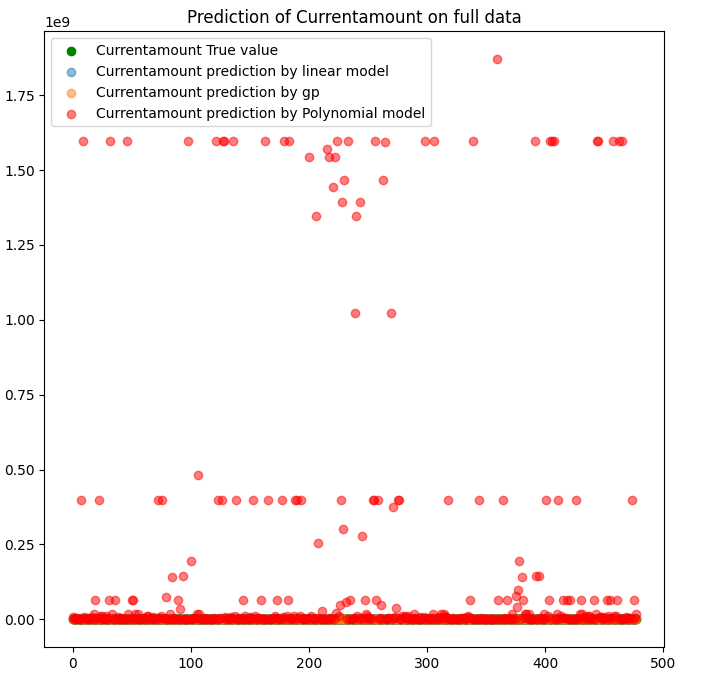 Prediction of Currentamount on full data
1e9
Currentamount True value
Currentamount prediction by linear model
Currentamount prediction by gp
Currentamount prediction by Polynomial model
1.75
1.50
1.25
1.00
0.75
0.50
0.25
0.00
0 100 200 300 400 500